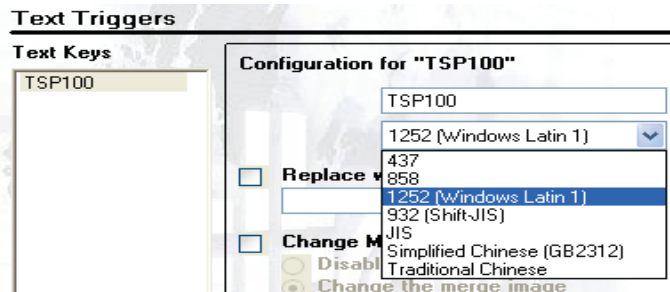 Text Triggers
Text Keys
TSP100
Configuration for "TSP100"
TSP100
1252 (Windows Latin 1)
437
Replace
858
1252 (Windows Latin 1)
932 (Shift-JIS)
JIS
Change
Simplified Chinese (GB2312)
Traditional Chinese
Change the merge image